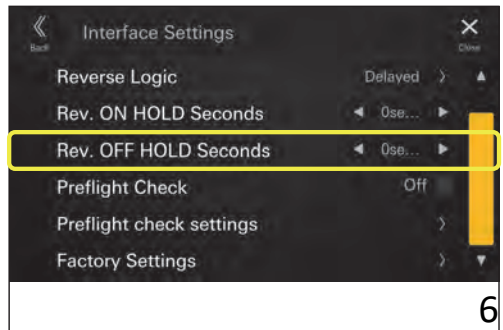 Interface Settings
Back
Close
Reverse Logic Delayed
Rev. ON HOLD Seconds 0se...
Rev. OFF HOLD Seconds 0se...
Preflight Check Off
Preflight check settings
Factory Settings
6